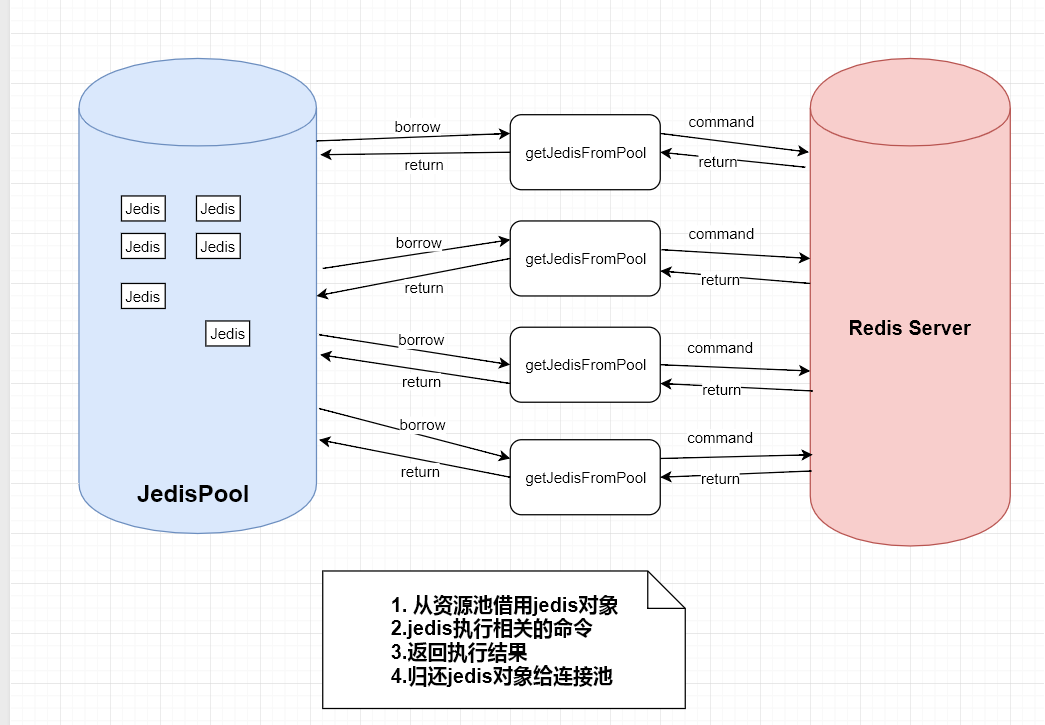 borrow
return
getJedisFromPool
command
return
Jedis
Jedis
Jedis
Jedis
Jedis
Jedis
borrow
return
getJedisFromPool
command
return
borrow
return
getJedisFromPool
command
return
borrow
return
getJedisFromPool
command
return
JedisPool
Redis Server
1. 从资源池借用jedis对象
2.jedis执行相关的命令
3.返回执行结果
4.归还jedis对象给连接池